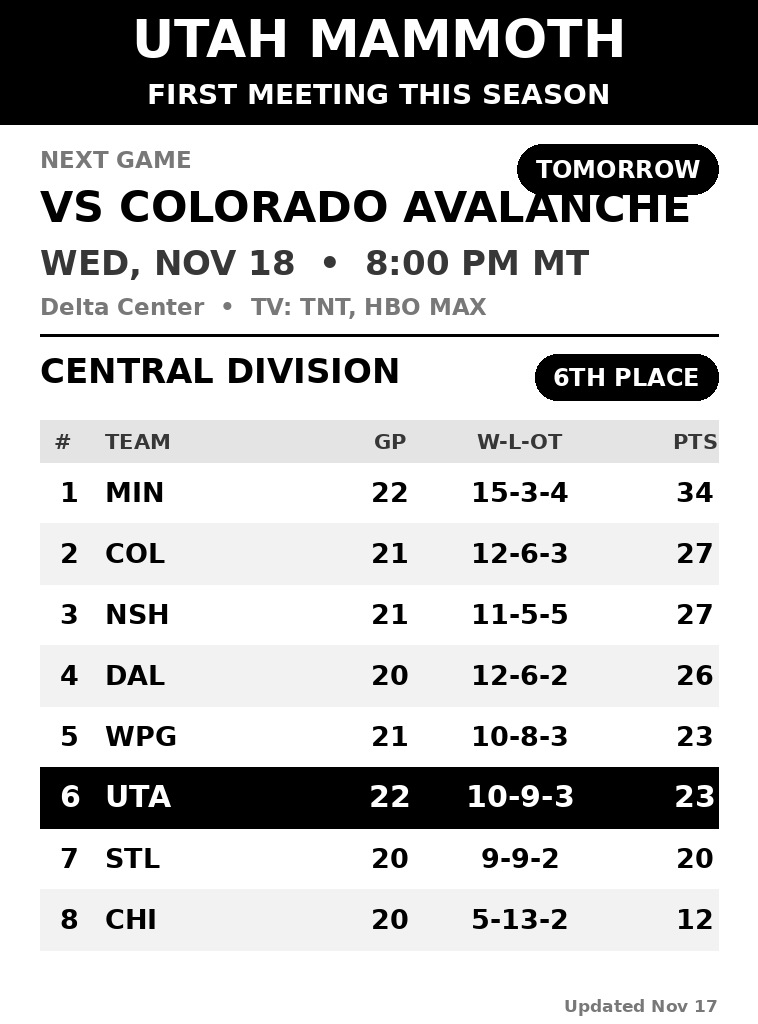 UTAH MAMMOTH
FIRST MEETING THIS SEASON
NEXT GAME
TOMORROW
VS COLORADO AVALANCHE
WED, NOV 18 • 8:00 PM MT
Delta Center • TV: TNT, HBO MAX
CENTRAL DIVISION
6TH PLACE
# TEAM GP W-L-OT PTS
1 MIN 22 15-3-4 34
2 COL 21 12-6-3 27
3 NSH 21 11-5-5 27
4 DAL 20 12-6-2 26
5 WPG 21 10-8-3 23
6 UTA 22 10-9-3 23
7 STL 20 9-9-2 20
8 CHI 20 5-13-2 12
Updated Nov 17